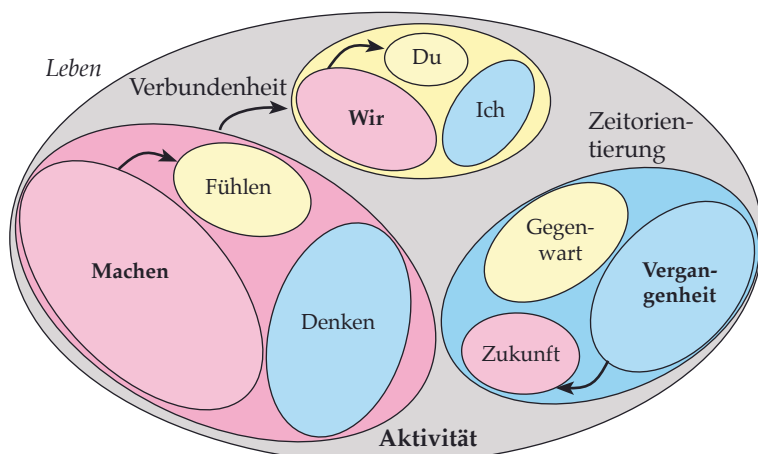 Leben
Verbundenheit
Du
Wir
Ich
Zeitorien-
tierung
Fühlen
Machen
Denken
Gegen-
wart
Vergan-
genheit
Zukunft
Aktivität